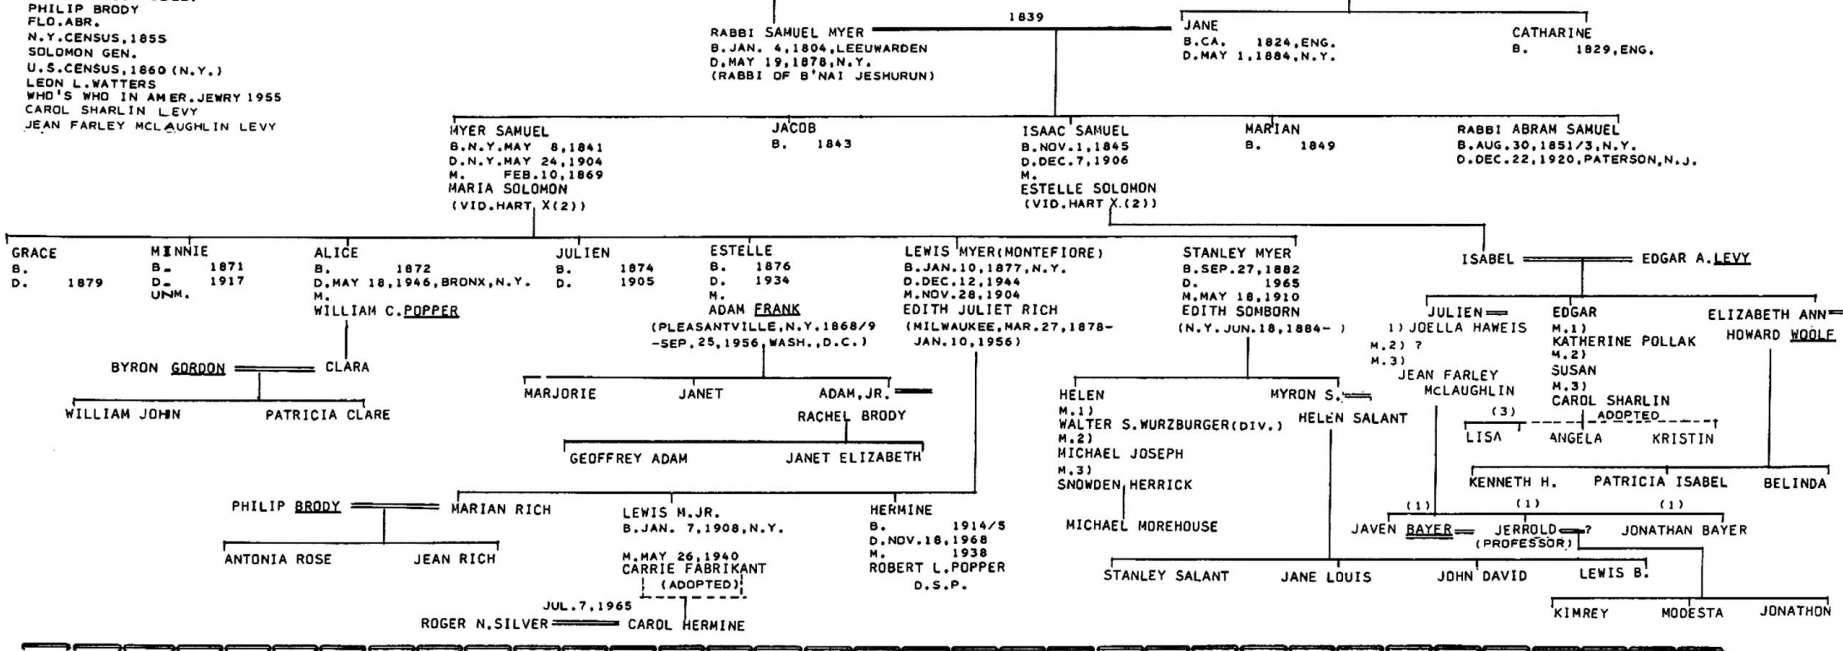 PHILIP BRODY
FLO.ABR.
N.Y.CENSUS,1855
SOLOMON GEN.
U.S.CENSUS,1860 (N.Y.)
LEON L.WATTERS
WHO'S WHO IN AMER.JEWRY 1955
CAROL SHARLIN LEVY
JEAN FARLEY MCLAUGHLIN LEVY
1839
RABBI SAMUEL MYER
B.JAN. 4,1804,LEEUWARDEN
D.MAY 19,1878,N.Y.
(RABBI OF B'NAI JESHURUN)
JANE
B.CA. 1824,ENG.
D.MAY 1,1884,N.Y.
CATHARINE
B. 1829,ENG.
MYER SAMUEL
B.N.Y.MAY 8,1841
D.N.Y.MAY 24,1904
M. FEB.10,1869
MARIA SOLOMON
(VID.HART X(2))
JACOB
B. 1843
ISAAC SAMUEL
B.NOV.1,1845
D.DEC.7,1906
M.
ESTELLE SOLOMON
(VID.HART X.(2))
MARIAN
B. 1849
RABBI ABRAM SAMUEL
B.AUG.30,1851/3,N.Y.
D.DEC.22,1920,PATERSON,N.J.
GRACE
B.
D. 1879
MINNIE
B. 1871
D. 1917
UNM.
ALICE
B. 1872
D.MAY 18,1946,BRONX,N.Y.
M.
WILLIAM C.POPPER
JULIEN
B. 1874
D. 1905
ESTELLE
B. 1876
D. 1934
M.
ADAM FRANK
(PLEASANTVILLE,N.Y.1868/9
-SEP.25,1956,WASH.,D.C.)
LEWIS MYER(MONTEFIORE)
B.JAN.10,1877,N.Y.
D.DEC.12,1944
M.NOV.28,1904
EDITH JULIET RICH
(MILWAUKEE,MAR.27,1878-
JAN.10,1956)
STANLEY MYER
B.SEP.27,1882
D. 1965
M.MAY 18,1910
EDITH SOMBORN
(N.Y.JUN.18,1884- )
ISABEL
EDGAR A.LEVY
JULIEN
1) JOELLA HAWEIS
M.2) ?
M.3)
JEAN FARLEY
MCLAUGHLIN
EDGAR
M.1)
KATHERINE POLLAK
M.2)
SUSAN
M.3)
CAROL SHARLIN
ELIZABETH ANN
HOWARD WOOLF
BYRON GORDON
CLARA
WILLIAM JOHN
PATRICIA CLARE
MARJORIE
JANET
ADAM,JR.
RACHEL BRODY
GEOFFREY ADAM
JANET ELIZABETH
HELEN
M.1)
WALTER S.WURZBURGER(DIV.)
M.2)
MICHAEL JOSEPH
M.3)
SNOWDEN HERRICK
MICHAEL MOREHOUSE
MYRON S.
HELEN SALANT
(3)
ADOPTED
LISA
ANGELA
KRISTIN
KENNETH H.
PATRICIA ISABEL
BELINDA
PHILIP BRODY
MARIAN RICH
ANTONIA ROSE
JEAN RICH
LEWIS M.JR.
B.JAN. 7,1908,N.Y.
M.MAY 26,1940
CARRIE FABRIKANT
(ADOPTED)
HERMINE
B. 1914/5
D.NOV.18,1968
M. 1938
ROBERT L.POPPER
D.S.P.
JUL.7,1965
ROGER N.SILVER
CAROL HERMINE
(1)
(1)
(1)
JAVEN BAYER
JERROLD
?
(PROFESSOR)
JONATHAN BAYER
STANLEY SALANT
JANE LOUIS
JOHN DAVID
LEWIS B.
KIMREY
MODESTA
JONATHON